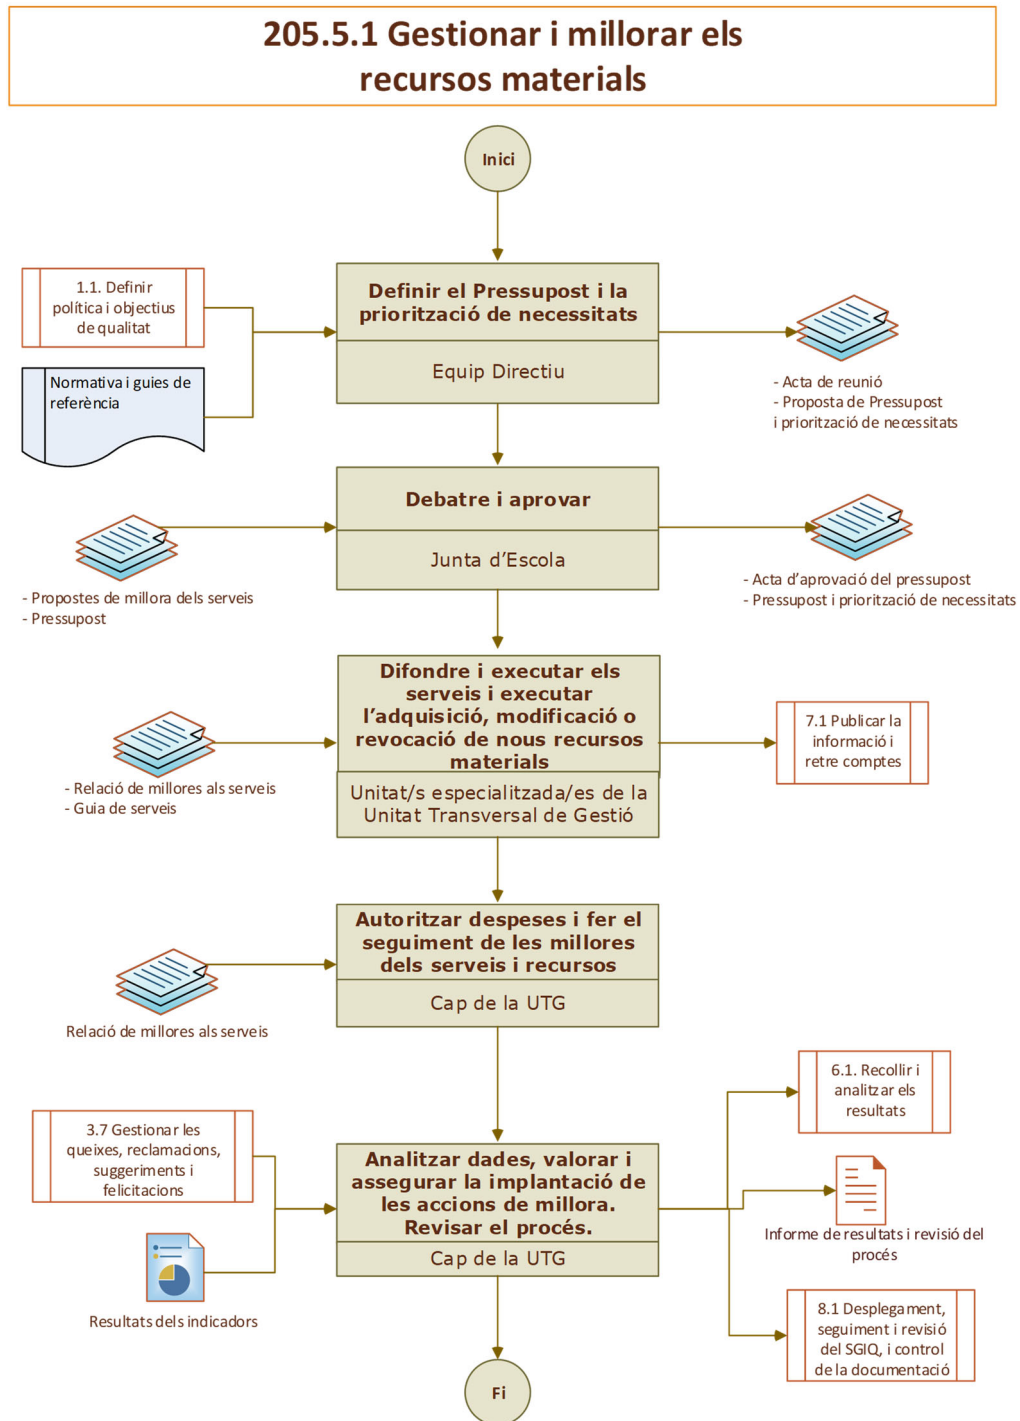 205.5.1 Gestionar i millorar els
recursos materials
Inici
1.1. Definir
política i objectius
de qualitat
Normativa i guies de
referència
Definir el Pressupost i la
priorització de necessitats
Equip Directiu
- Acta de reunió
- Proposta de Pressupost
i priorització de necessitats
Debatre i aprovar
Junta d’Escola
- Propostes de millora dels serveis
- Pressupost
- Acta d’aprovació del pressupost
- Pressupost i priorització de necessitats
Difondre i executar els
serveis i executar
l’adquisició, modificació o
revocació de nous recursos
materials
Unitat/s especialitzada/es de la
Unitat Transversal de Gestió
- Relació de millores als serveis
- Guia de serveis
7.1 Publicar la
informació i
retre comptes
Autoritzar despeses i fer el
seguiment de les millores
dels serveis i recursos
Cap de la UTG
Relació de millores als serveis
3.7 Gestionar les
queixes, reclamacions,
suggeriments i
felicitacions
Resultats dels indicadors
Analitzar dades, valorar i
assegurar la implantació de
les accions de millora.
Revisar el procés.
Cap de la UTG
6.1. Recollir i
analitzar els
resultats
Informe de resultats i revisió del
procés
8.1 Desplegament,
seguiment i revisió
del SGIQ, i control
de la documentació
Fi